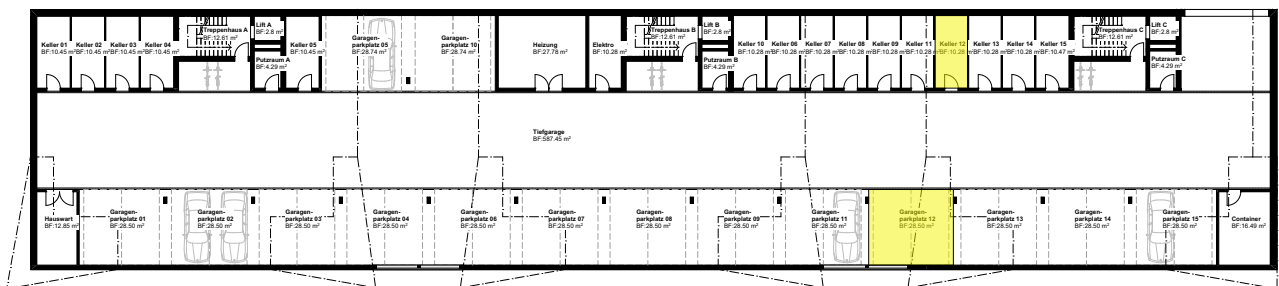 Keller 01
BF:10.45 m²
Keller 02
BF:10.45 m²
Keller 03
BF:10.45 m²
Keller 04
BF:10.45 m²
Treppenhaus A
BF:12.61 m²
Lift A
BF:2.8 m²
Putzraum A
BF:4.29 m²
Keller 05
BF:10.45 m²
Garagen-
parkplatz 05
BF:28.74 m²
Garagen-
parkplatz 10
BF:28.74 m²
Heizung
BF:27.78 m²
Elektro
BF:10.28 m²
Treppenhaus B
BF:12.61 m²
Lift B
BF:2.8 m²
Putzraum B
BF:4.29 m²
Keller 10
BF:10.28 m²
Keller 06
BF:10.28 m²
Keller 07
BF:10.28 m²
Keller 08
BF:10.28 m²
Keller 09
BF:10.28 m²
Keller 11
BF:10.28 m²
Keller 12
BF:10.28 m²
Keller 13
BF:10.28 m²
Keller 14
BF:10.28 m²
Keller 15
BF:10.47 m²
Treppenhaus C
BF:12.61 m²
Lift C
BF:2.8 m²
Putzraum C
BF:4.29 m²
Tiefgarage
BF:587.45 m²
Hauswart
BF:12.85 m²
Garagen-
parkplatz 01
BF:28.50 m²
Garagen-
parkplatz 02
BF:28.50 m²
Garagen-
parkplatz 03
BF:28.50 m²
Garagen-
parkplatz 04
BF:28.50 m²
Garagen-
parkplatz 06
BF:28.50 m²
Garagen-
parkplatz 07
BF:28.50 m²
Garagen-
parkplatz 08
BF:28.50 m²
Garagen-
parkplatz 09
BF:28.50 m²
Garagen-
parkplatz 11
BF:28.50 m²
Garagen-
parkplatz 12
BF:28.50 m²
Garagen-
parkplatz 13
BF:28.50 m²
Garagen-
parkplatz 14
BF:28.50 m²
Garagen-
parkplatz 15
BF:28.50 m²
Container
BF:16.49 m²